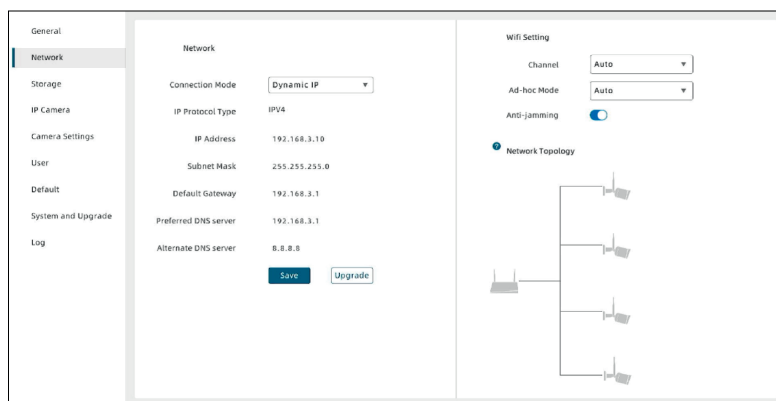 General
Network
Storage
IP Camera
Camera Settings
User
Default
System and Upgrade
Log
Network
Connection Mode Dynamic IP
IP Protocol Type IPV4
IP Address 192.168.3.10
Subnet Mask 255.255.255.0
Default Gateway 192.168.3.1
Preferred DNS server 192.168.3.1
Alternate DNS server 8.8.8.8
Save Upgrade
Wifi Setting
Channel Auto
Ad-hoc Mode Auto
Anti-jamming
? Network Topology